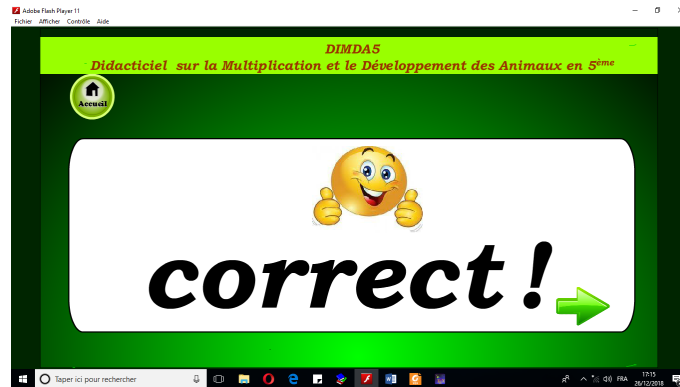 Adobe Flash Player 11
Fichier Afficher Contrôle Aide
DIMDA5
Didacticiel sur la Multiplication et le Développement des Animaux en 5ème
Accueil
correct !
Taper ici pour rechercher
FRA
17:15
26/12/2018